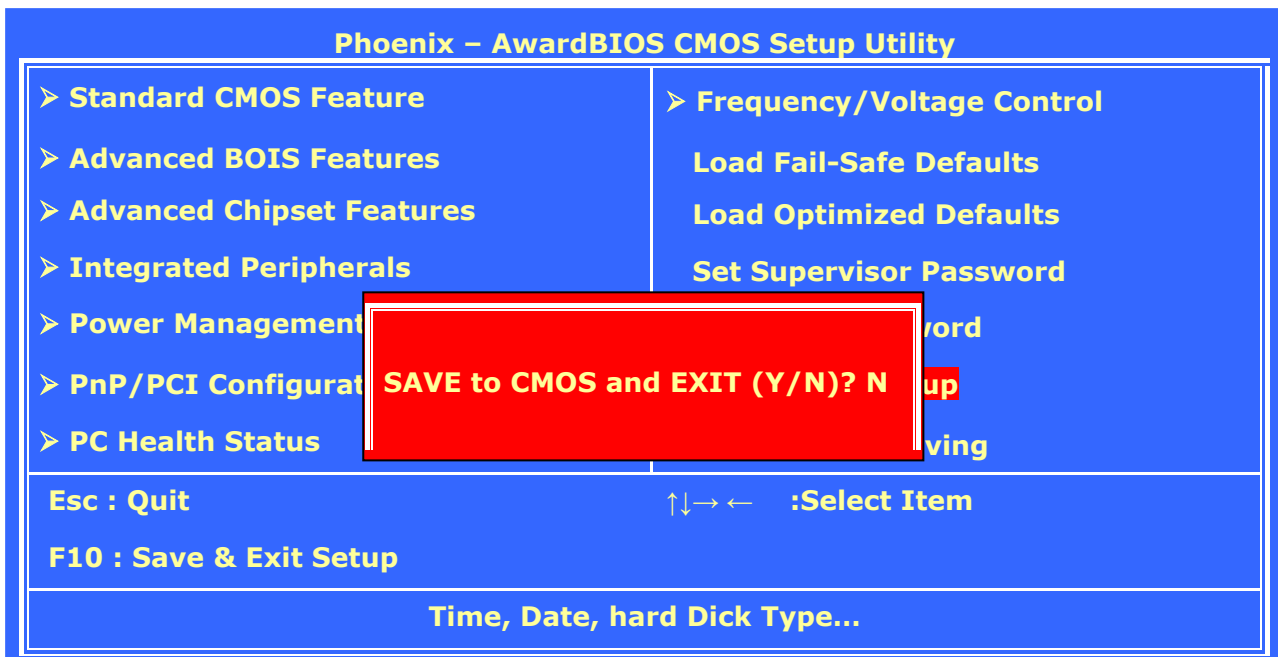 Phoenix – AwardBIOS CMOS Setup Utility
➢ Standard CMOS Feature
➢ Advanced BOIS Features
➢ Advanced Chipset Features
➢ Integrated Peripherals
➢ Power Management
➢ PnP/PCI Configurat
➢ PC Health Status
➢ Frequency/Voltage Control
Load Fail-Safe Defaults
Load Optimized Defaults
Set Supervisor Password
word
up
ving
SAVE to CMOS and EXIT (Y/N)? N
Esc : Quit
↑↓→ ← :Select Item
F10 : Save & Exit Setup
Time, Date, hard Dick Type...